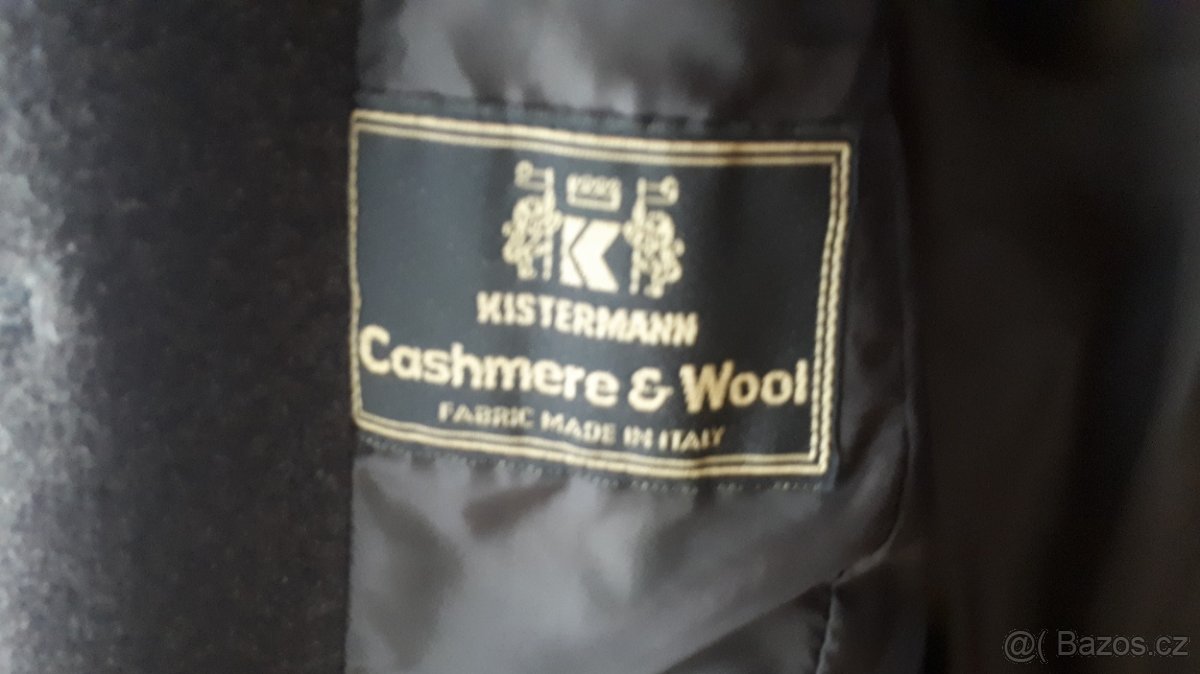 K
KISTERMANN
Cashmere & Wool
FABRIC MADE IN ITALY
@( Bazos.cz